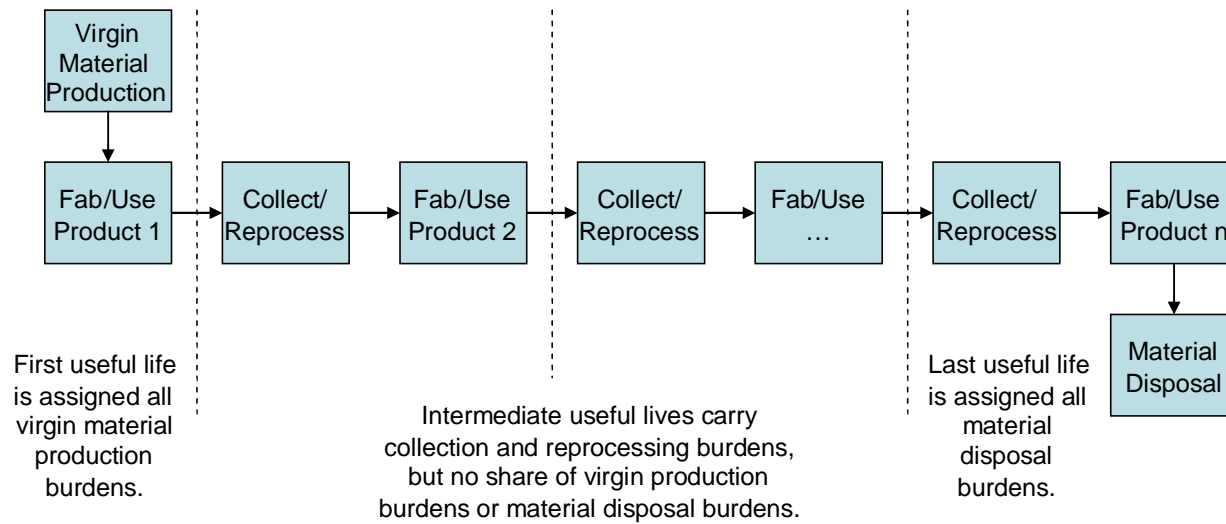 Virgin
Material
Production
Fab/Use
Product 1
Collect/
Reprocess
Fab/Use
Product 2
Collect/
Reprocess
Fab/Use
…
Collect/
Reprocess
Fab/Use
Product n
Material
Disposal
First useful life
is assigned all
virgin material
production
burdens.
Intermediate useful lives carry
collection and reprocessing burdens,
but no share of virgin production
burdens or material disposal burdens.
Last useful life
is assigned all
material
disposal
burdens.